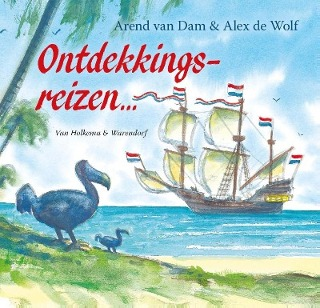 Arend van Dam & Alex de Wolf
Ontdekkings-
reizen...
Van Holkema & Warendorf